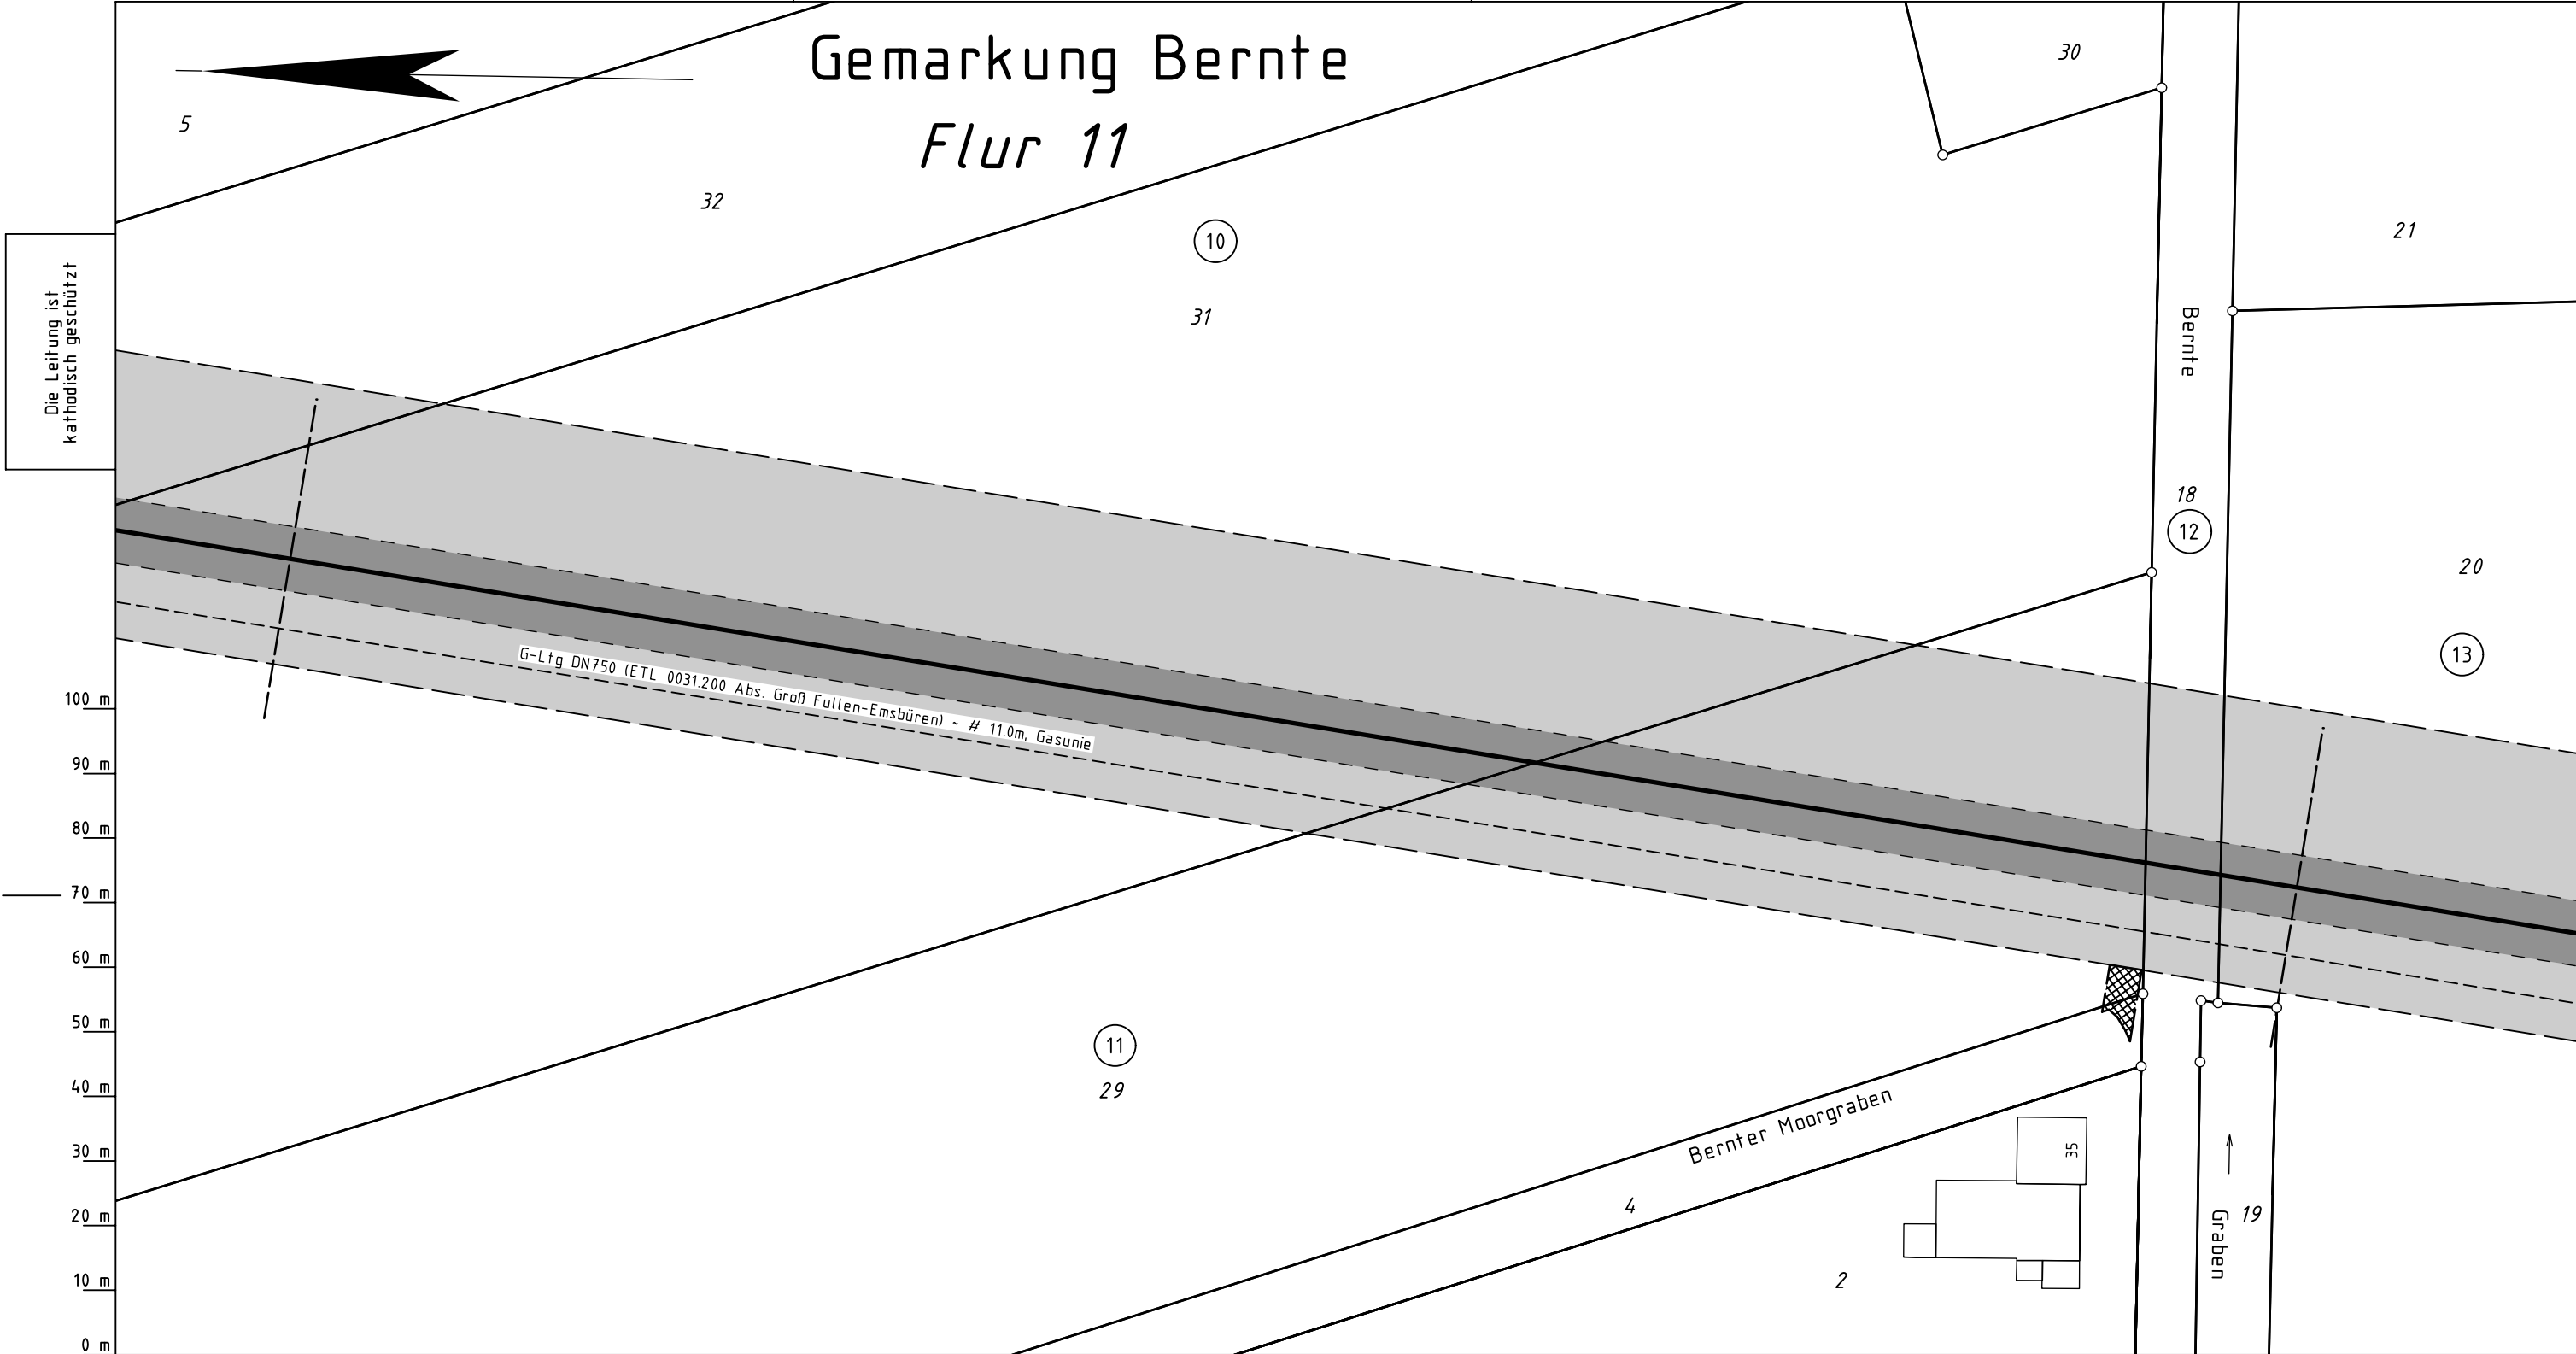 Gemarkung Bernte
Flur 11
5
32
30
10
31
21
Die Leitung ist
kathodisch geschützt
Bernte
18
12
20
13
G-Ltg DN750 (ETL 0031.200 Abs. Groß Fullen-Emsbüren) ~ # 11.0m, Gasunie
100 m
90 m
80 m
70 m
60 m
50 m
40 m
30 m
20 m
10 m
0 m
11
29
Bernter Moorgraben
35
4
19
Graben
2